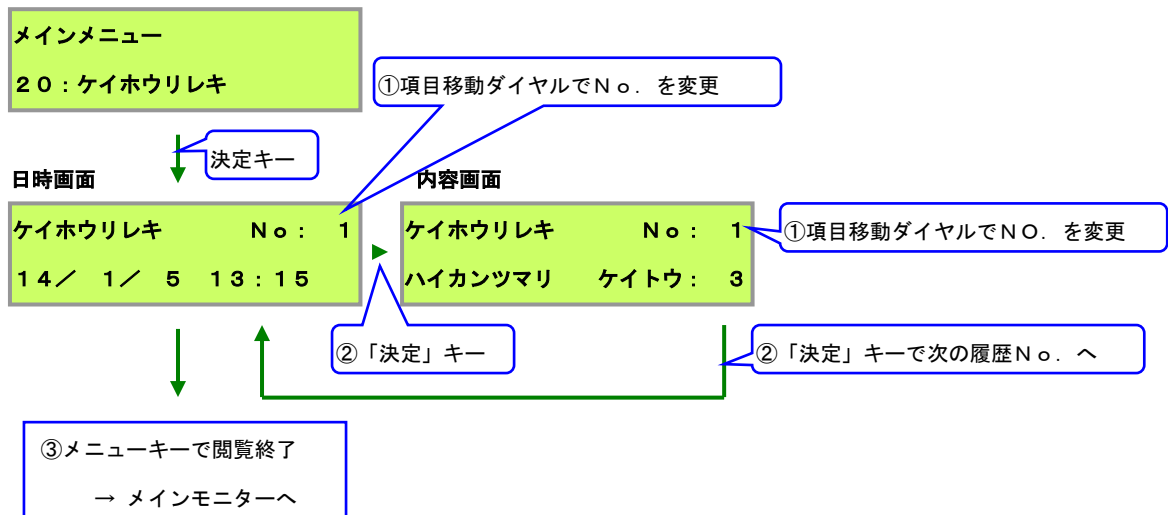 メインメニュー
20:ケイホウリレキ
①項目移動ダイヤルでNo.を変更
決定キー
日時画面
内容画面
ケイホウリレキ No: 1
14/ 1/ 5 13:15
ケイホウリレキ No: 1
ハイカンツマリ ケイトウ: 3
①項目移動ダイヤルでNO.を変更
②「決定」キー
②「決定」キーで次の履歴No.へ
③メニューキーで閲覧終了
→ メインモニターへ